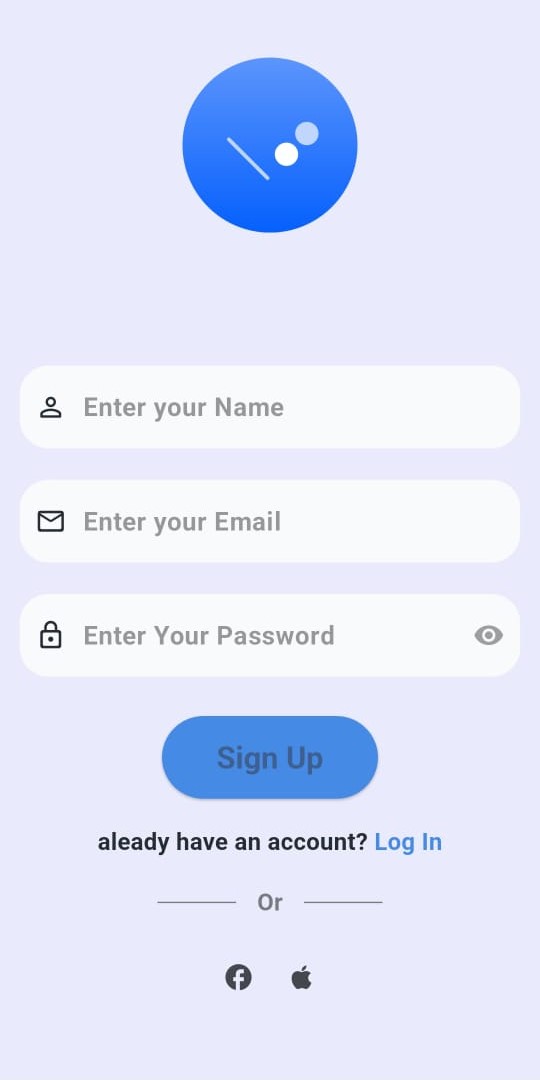 Enter your Name
Enter your Email
Enter Your Password
Sign Up
aleady have an account? Log In
Or